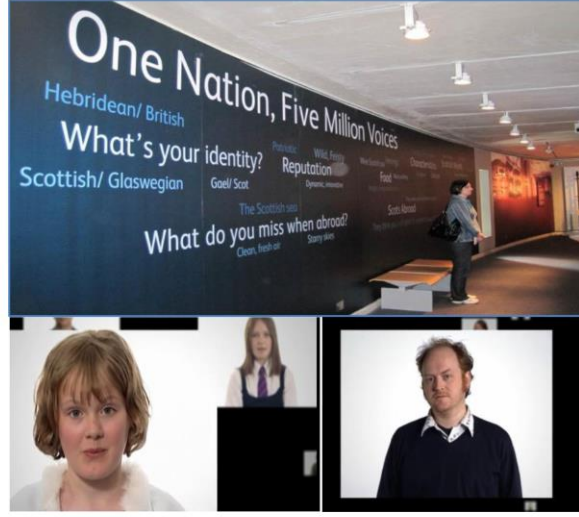 One Nation, Five Million Voices
Hebridean/ British
What's your identity?
Scottish/ Glaswegian
Gael/ Scot
Patriotic
Wild, Feisty
Reputation
Dynamic, innovative
Food
Scots Abroad
The Scottish sea
What do you miss when abroad?
Clean, fresh air
Starry skies